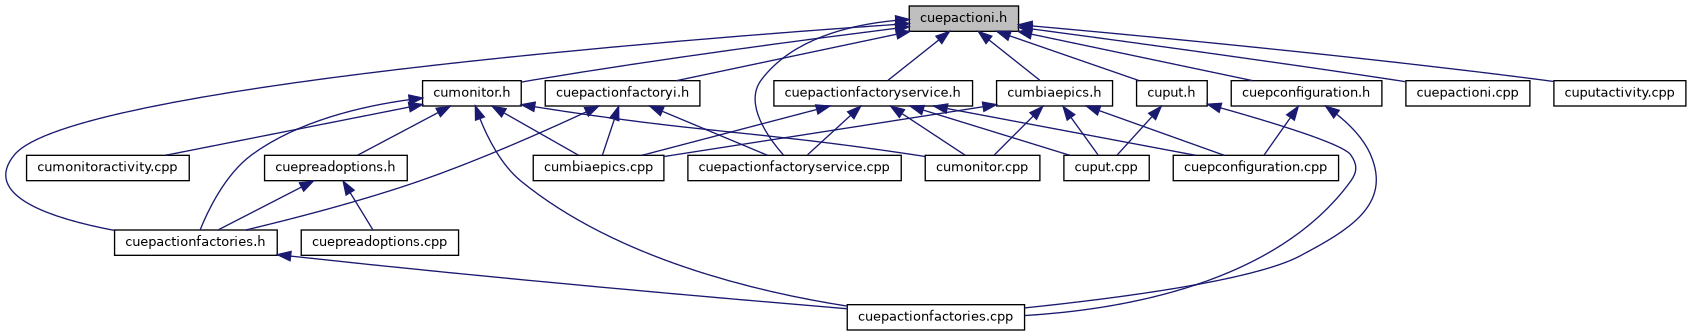 cuepactioni.h
cumonitor.h
cuepactionfactoryi.h
cuepactionfactoryservice.h
cumbiaepics.h
cuput.h
cuepconfiguration.h
cuepactioni.cpp
cuputactivity.cpp
cumonitoractivity.cpp
cuepreadoptions.h
cumbiaepics.cpp
cuepactionfactoryservice.cpp
cumonitor.cpp
cuput.cpp
cuepconfiguration.cpp
cuepactionfactories.h
cuepreadoptions.cpp
cuepactionfactories.cpp